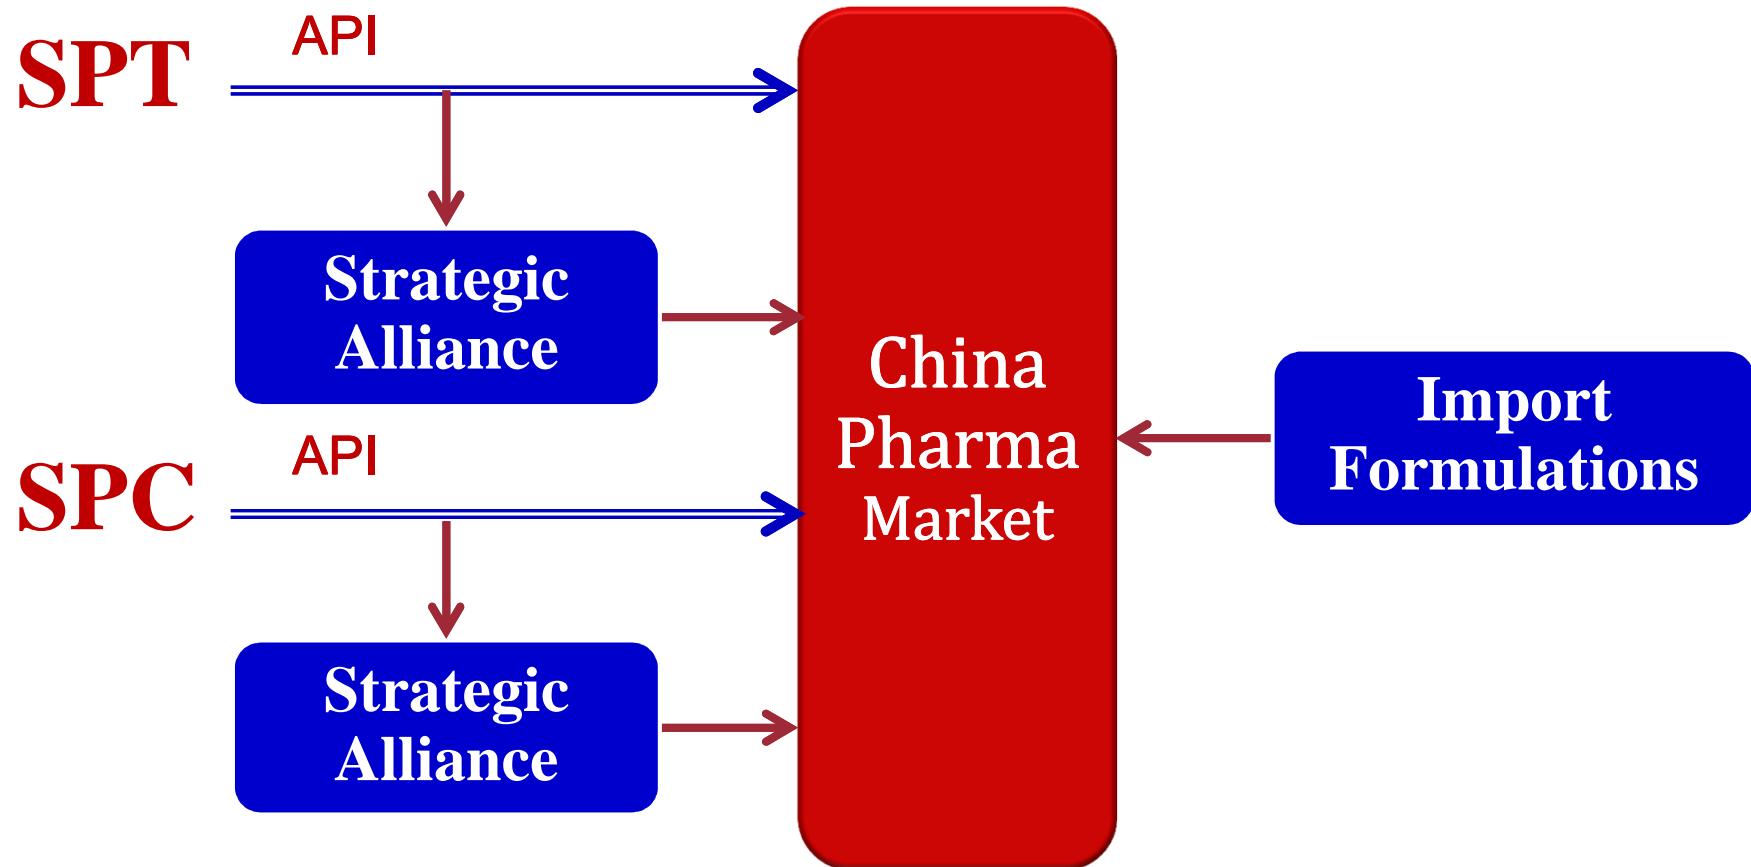 API
SPT
Strategic
Alliance
API
SPC
Strategic
Alliance
China
Pharma
Market
Import
Formulations